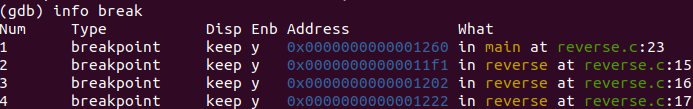 (gdb) info break
Num     Type           Disp Enb Address            What
1       breakpoint     keep y   0x0000000000001260 in main at reverse.c:23
2       breakpoint     keep y   0x00000000000011f1 in reverse at reverse.c:15
3       breakpoint     keep y   0x0000000000001202 in reverse at reverse.c:16
4       breakpoint     keep y   0x0000000000001222 in reverse at reverse.c:17